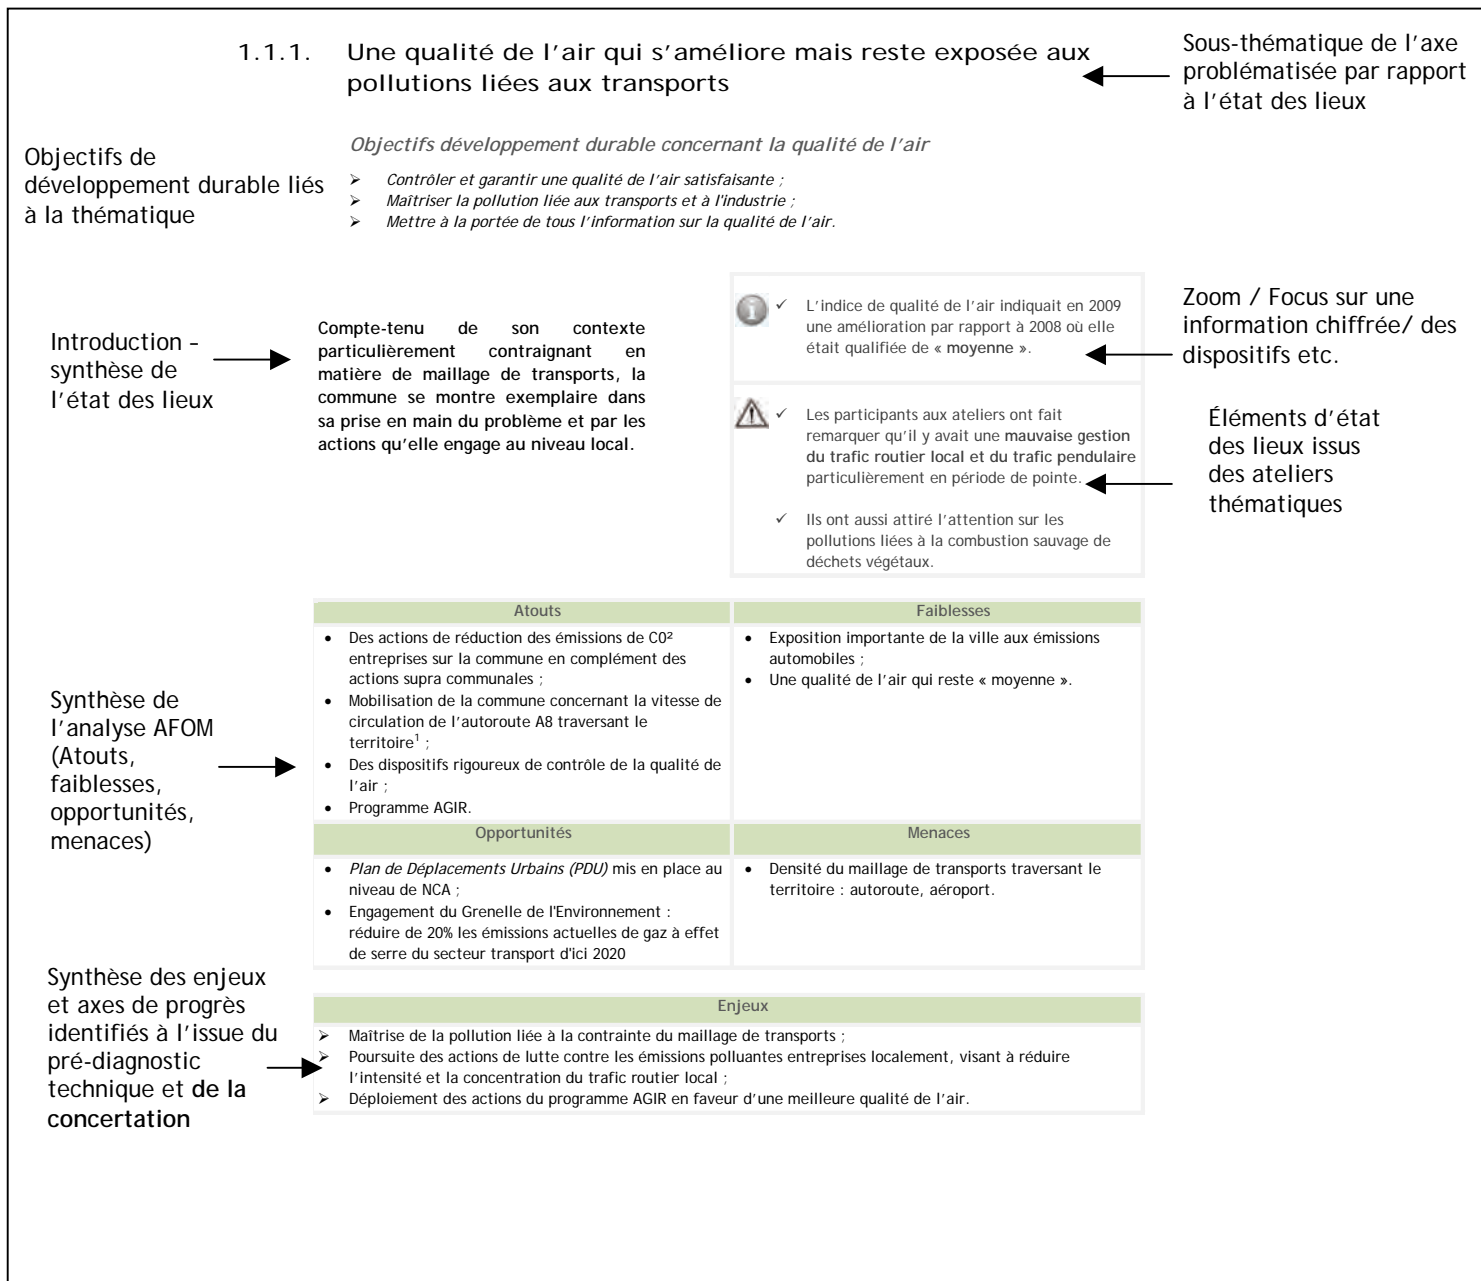 1.1.1. Une qualité de l'air qui s'améliore mais reste exposée aux
pollutions liées aux transports
Sous-thématique de l'axe
problématisée par rapport
à l'état des lieux
Objectifs de
développement durable liés
à la thématique
Objectifs développement durable concernant la qualité de l'air
➢ Contrôler et garantir une qualité de l'air satisfaisante ;
➢ Maîtriser la pollution liée aux transports et à l'industrie ;
➢ Mettre à la portée de tous l'information sur la qualité de l'air.
Introduction –
synthèse de
l'état des lieux
Compte-tenu de son contexte
particulièrement contraignant en
matière de maillage de transports, la
commune se montre exemplaire dans
sa prise en main du problème et par les
actions qu'elle engage au niveau local.
✓ L'indice de qualité de l'air indiquait en 2009
une amélioration par rapport à 2008 où elle
était qualifiée de « moyenne ».
Zoom / Focus sur une
information chiffrée/ des
dispositifs etc.
✓ Les participants aux ateliers ont fait
remarquer qu'il y avait une mauvaise gestion
du trafic routier local et du trafic pendulaire
particulièrement en période de pointe.
✓ Ils ont aussi attiré l'attention sur les
pollutions liées à la combustion sauvage de
déchets végétaux.
Éléments d'état
des lieux issus
des ateliers
thématiques
Synthèse de
l'analyse AFOM
(Atouts,
faiblesses,
opportunités,
menaces)
Atouts
• Des actions de réduction des émissions de C0²
entreprises sur la commune en complément des
actions supra communales ;
• Mobilisation de la commune concernant la vitesse de
circulation de l'autoroute A8 traversant le
territoire¹ ;
• Des dispositifs rigoureux de contrôle de la qualité de
l'air ;
• Programme AGIR.
Faiblesses
• Exposition importante de la ville aux émissions
automobiles ;
• Une qualité de l'air qui reste « moyenne ».
Opportunités
• Plan de Déplacements Urbains (PDU) mis en place au
niveau de NCA ;
• Engagement du Grenelle de l'Environnement :
réduire de 20% les émissions actuelles de gaz à effet
de serre du secteur transport d'ici 2020
Menaces
• Densité du maillage de transports traversant le
territoire : autoroute, aéroport.
Synthèse des enjeux
et axes de progrès
identifiés à l'issue du
pré-diagnostic
technique et de la
concertation
Enjeux
➢ Maîtrise de la pollution liée à la contrainte du maillage de transports ;
➢ Poursuite des actions de lutte contre les émissions polluantes entreprises localement, visant à réduire
l'intensité et la concentration du trafic routier local ;
➢ Déploiement des actions du programme AGIR en faveur d'une meilleure qualité de l'air.